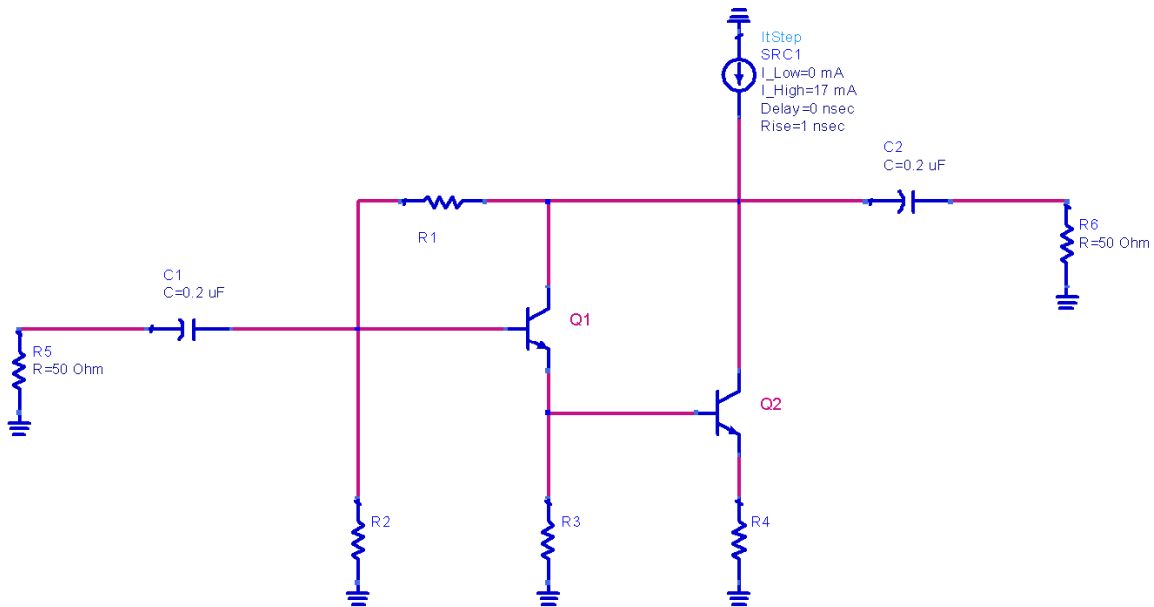 ItStep
SRC1
I_Low=0 mA
I_High=17 mA
Delay=0 nsec
Rise=1 nsec
C2
C=0.2 uF
R1
R6
R=50 Ohm
C1
C=0.2 uF
Q1
R5
R=50 Ohm
Q2
R2
R3
R4